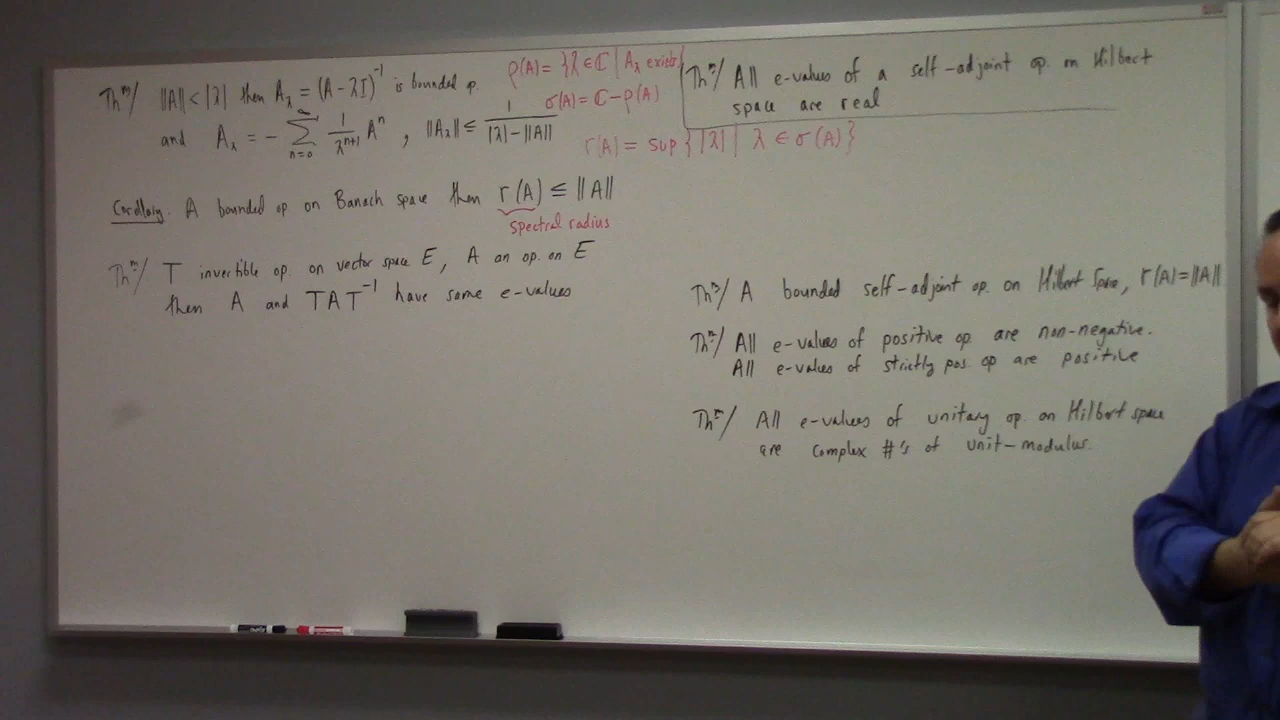 Thᵐ/ ||A|| < |λ| then A_λ = (A - λI)⁻¹ is bounded op.
and A_λ = - ∑_{n=0}^∞ 1/λⁿ⁺¹ Aⁿ , ||A_λ|| ≤ 1/(|λ| - ||A||)
ρ(A) = {λ ∈ ℂ | A_λ exists}
σ(A) = ℂ - ρ(A)
r(A) = sup{ |λ| | λ ∈ σ(A) }
Corollary. A bounded op on Banach space then r(A) ≤ ||A||
spectral radius
Thᵐ/ T invertible op. on vector space E, A an op. on E
then A and TAT⁻¹ have same e-values
Thᵐ/ All e-values of a self-adjoint op. on Hilbert
space are real
Thᵐ/ A bounded self-adjoint op. on Hilbert Space, r(A) = ||A||
Thᵐ/ All e-values of positive op. are non-negative.
All e-values of strictly pos. op are positive
Thᵐ/ All e-values of unitary op. on Hilbert space
are complex #'s of unit-modulus.